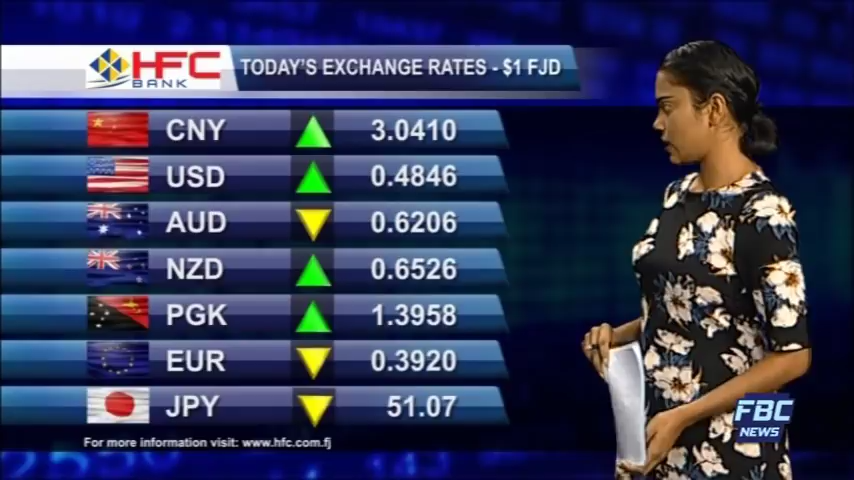 HFC
BANK
TODAY'S EXCHANGE RATES - $1 FJD
CNY 3.0410
USD 0.4846
AUD 0.6206
NZD 0.6526
PGK 1.3958
EUR 0.3920
JPY 51.07
For more information visit: www.hfc.com.fj
FBC
NEWS